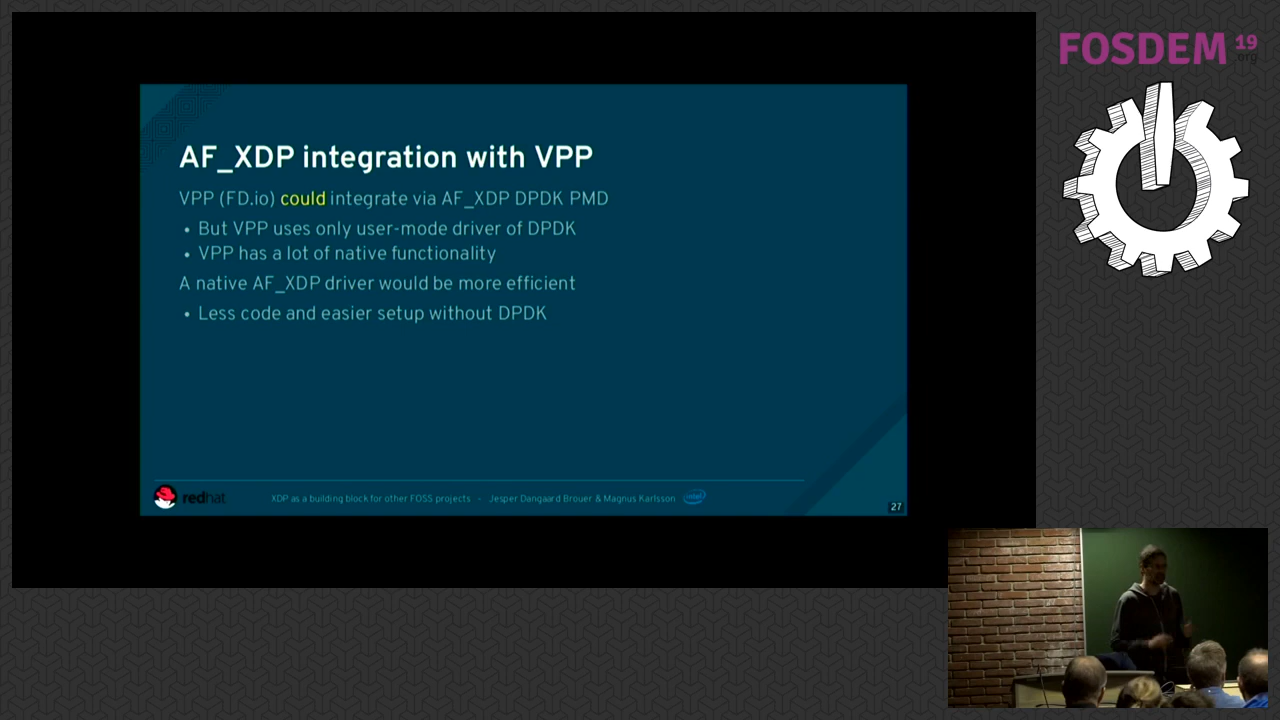 FOSDEM 19
.org
AF_XDP integration with VPP
VPP (FD.io) could integrate via AF_XDP DPDK PMD
• But VPP uses only user-mode driver of DPDK
• VPP has a lot of native functionality
A native AF_XDP driver would be more efficient
• Less code and easier setup without DPDK
redhat
XDP as a building block for other FOSS projects - Jesper Dangaard Brouer & Magnus Karlsson
intel
27